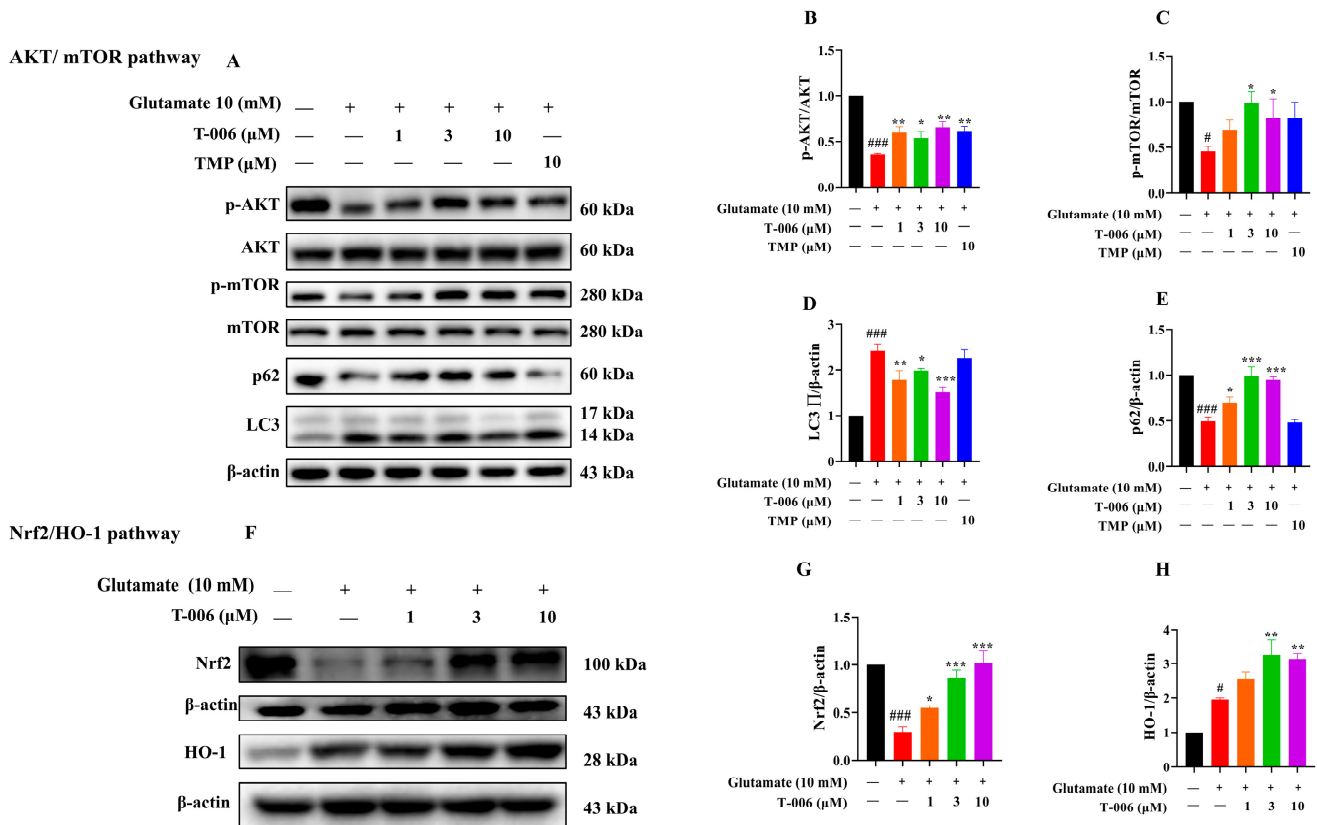 AKT/ mTOR pathway A
Glutamate 10 (mM) — + + + + +
T-006 (μM) — — 1 3 10 —
TMP (μM) — — — — — 10
p-AKT 60 kDa
AKT 60 kDa
p-mTOR 280 kDa
mTOR 280 kDa
p62 60 kDa
LC3 17 kDa
14 kDa
β-actin 43 kDa
B
1.5
1.0
0.5
0.0
p-AKT/AKT
### ** * ** **
Glutamate (10 mM) — + + + + +
T-006 (μM) — — 1 3 10 —
TMP (μM) — — — — — 10
C
1.5
1.0
0.5
0.0
p-mTOR/mTOR
# * *
Glutamate (10 mM) — + + + + +
T-006 (μM) — — 1 3 10 —
TMP (μM) — — — — — 10
D
3
2
1
0
LC3 Π/β-actin
### ** * ***
Glutamate (10 mM) — + + + + +
T-006 (μM) — — 1 3 10 —
TMP (μM) — — — — — 10
E
1.5
1.0
0.5
0.0
p62/β-actin
### * *** ***
Glutamate (10 mM) — + + + + +
T-006 (μM) — — 1 3 10 —
TMP (μM) — — — — — 10
Nrf2/HO-1 pathway F
Glutamate (10 mM) — + + + +
T-006 (μM) — — 1 3 10
Nrf2 100 kDa
β-actin 43 kDa
HO-1 28 kDa
β-actin 43 kDa
G
1.5
1.0
0.5
0.0
Nrf2/β-actin
### * *** ***
Glutamate (10 mM) — + + + +
T-006 (μM) — — 1 3 10
H
4
3
2
1
0
HO-1/β-actin
# ** **
Glutamate (10 mM) — + + + +
T-006 (μM) — — 1 3 10